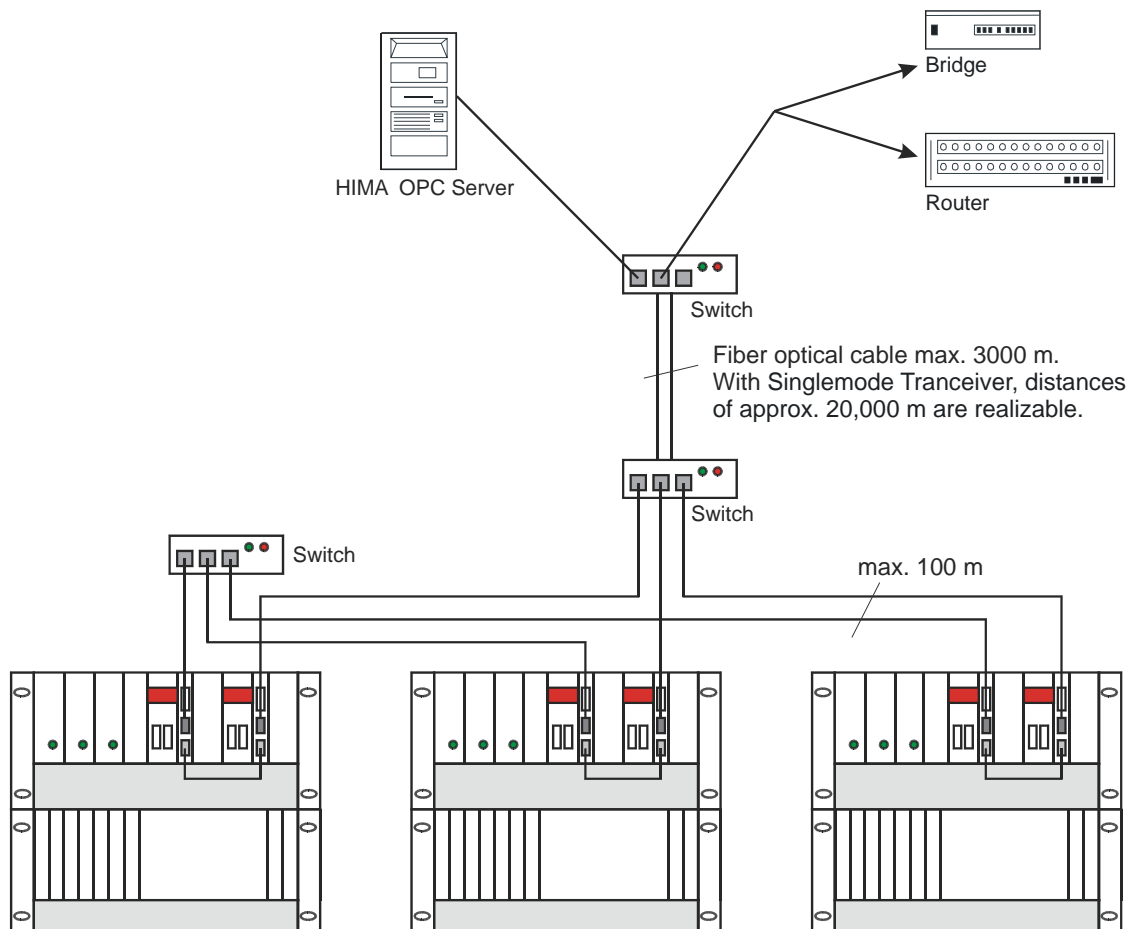 Bridge
HIMA OPC Server
Router
Switch
Fiber optical cable max. 3000 m.
With Singlemode Tranceiver, distances
of approx. 20,000 m are realizable.
Switch
Switch
max. 100 m